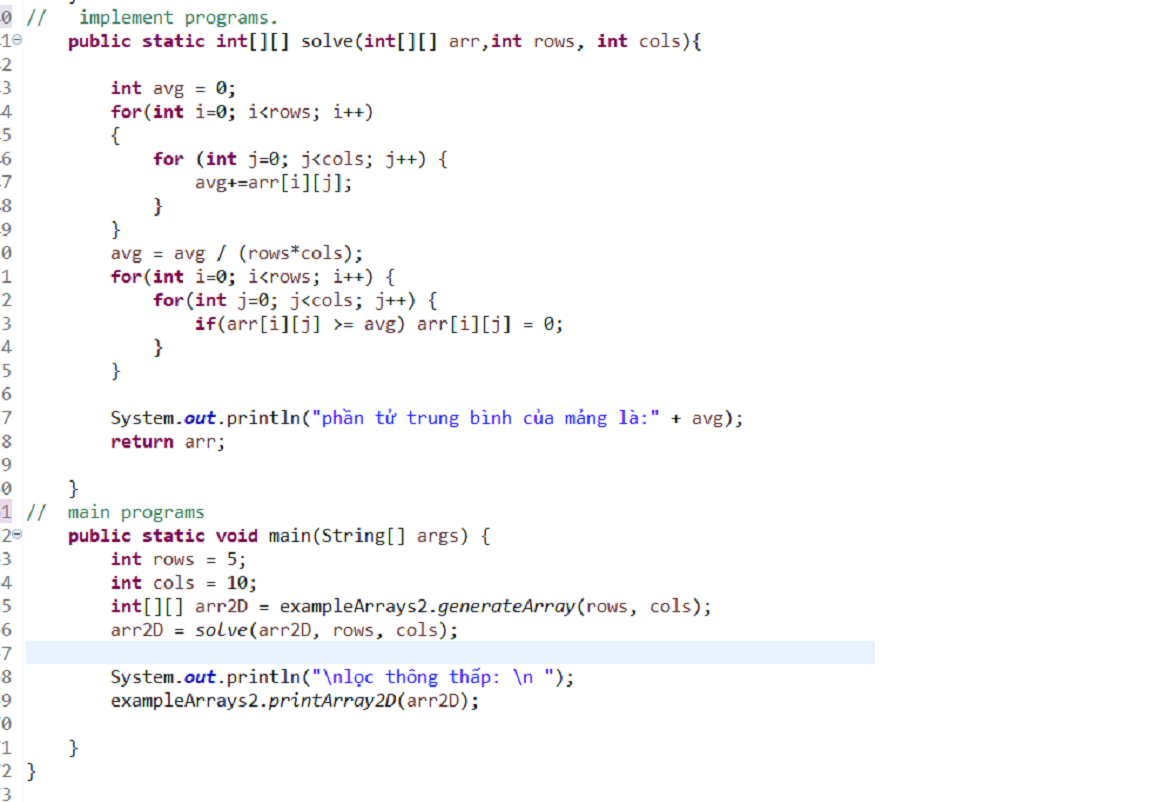 0 //   implement programs.
1 public static int[][] solve(int[][] arr,int rows, int cols){
2
3 int avg = 0;
4 for(int i=0; i<rows; i++)
5 {
6 for (int j=0; j<cols; j++) {
7 avg+=arr[i][j];
8 }
9 }
0 avg = avg / (rows*cols);
1 for(int i=0; i<rows; i++) {
2 for(int j=0; j<cols; j++) {
3 if(arr[i][j] >= avg) arr[i][j] = 0;
4 }
5 }
6
7 System.out.println("phần tử trung bình của mảng là:" + avg);
8 return arr;
9
0 }
1 //  main programs
2 public static void main(String[] args) {
3 int rows = 5;
4 int cols = 10;
5 int[][] arr2D = exampleArrays2.generateArray(rows, cols);
6 arr2D = solve(arr2D, rows, cols);
7
8 System.out.println("\nlọc thông thấp: \n ");
9 exampleArrays2.printArray2D(arr2D);
0
1 }
2 }
3